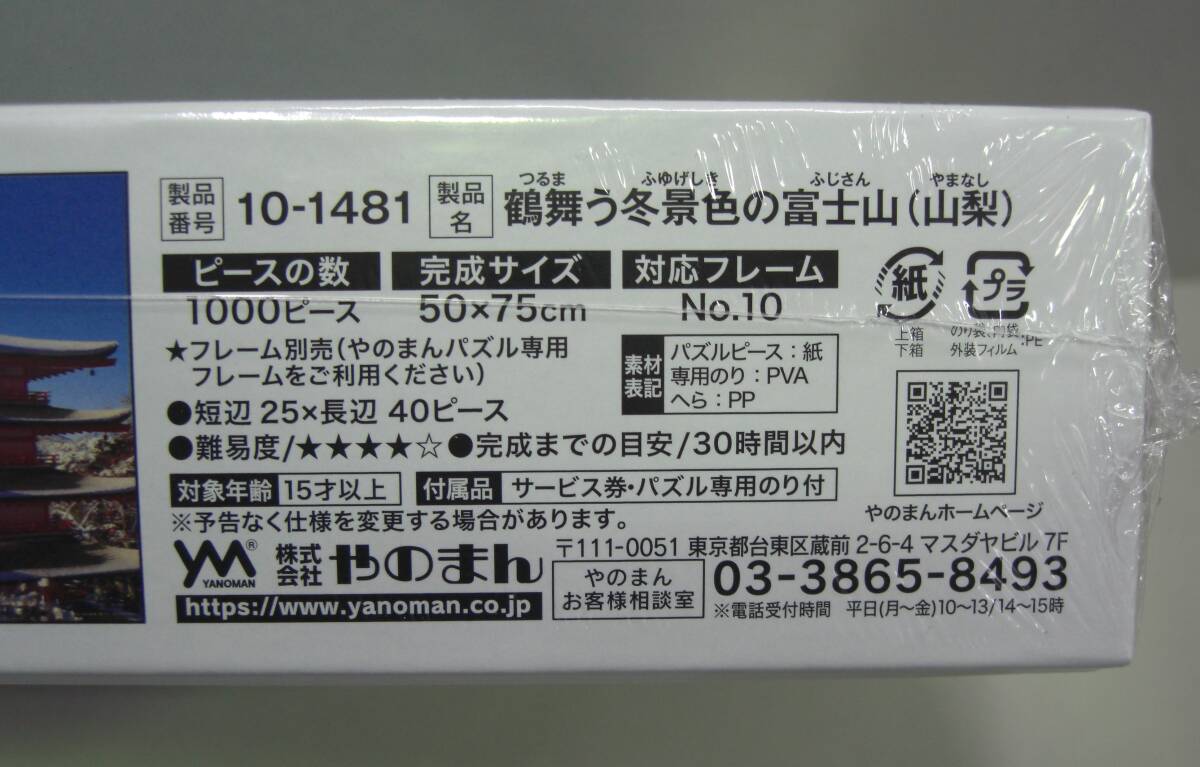 製品番号 10-1481 製品名 鶴舞う冬景色の富士山(山梨)
つるま ふゆげしき ふじさん やまなし
ピースの数 完成サイズ 対応フレーム
1000ピース 50×75cm No.10
紙 プラ
上箱 下箱
のり袋・内袋 外装フィルム :PE
★フレーム別売(やのまんパズル専用
フレームをご利用ください)
素材表記
パズルピース:紙
専用のり:PVA
へら:PP
●短辺 25×長辺 40ピース
●難易度/★★★★☆ ●完成までの目安/30時間以内
対象年齢 15才以上 付属品 サービス券・パズル専用のり付
※予告なく仕様を変更する場合があります。
やのまんホームページ
YM® YANOMAN 株式会社 やのまん
https://www.yanoman.co.jp
〒111-0051 東京都台東区蔵前 2-6-4 マスダヤビル 7F
やのまん
お客様相談室
03-3865-8493
※電話受付時間 平日(月~金)10~13/14~15時